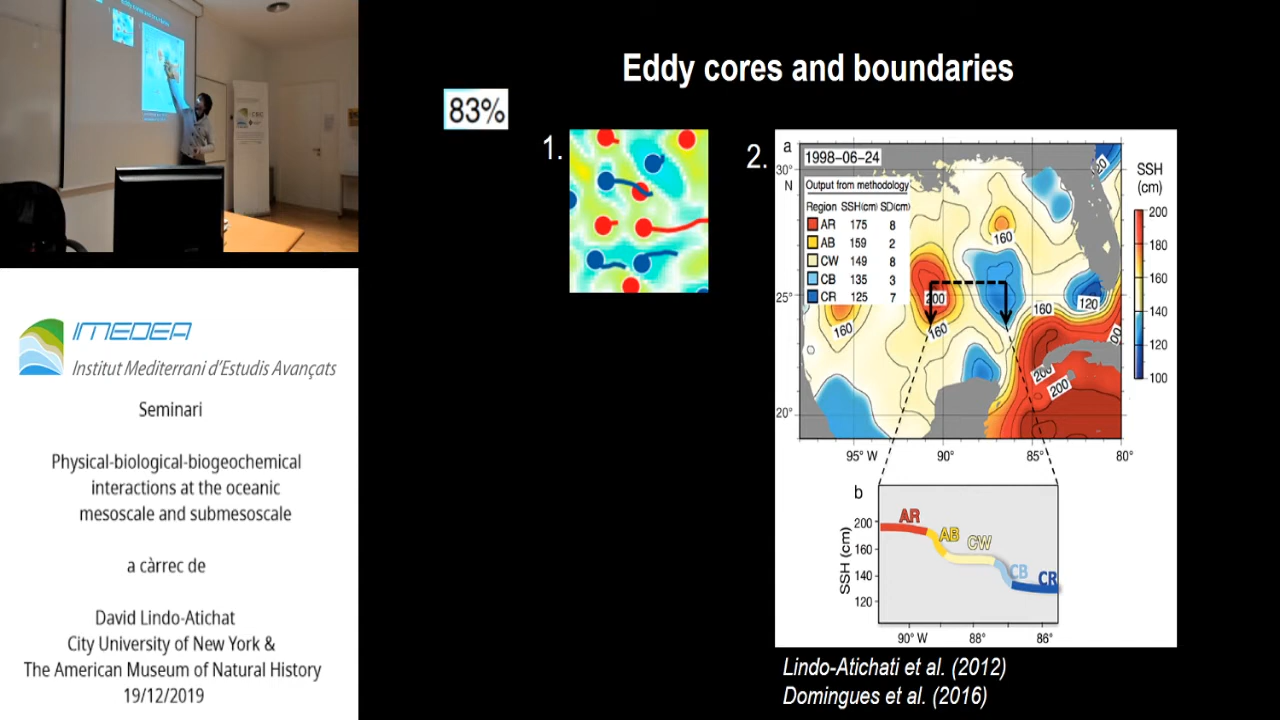 IMEDEA
Institut Mediterrani d'Estudis Avançats
Seminari
Physical-biological-biogeochemical
interactions at the oceanic
mesoscale and submesoscale
a càrrec de
David Lindo-Atichat
City University of New York &
The American Museum of Natural History
19/12/2019
Eddy cores and boundaries
83%
1.
2.
a
1998-06-24
Output from methodology
Region SSH(cm) SD(cm)
AR 175 8
AB 159 2
CW 149 8
CB 135 3
CR 125 7
30°
N
25°
20°
95° W
90°
85°
80°
160
200
160
160
160
120
200
200
SSH
(cm)
200
180
160
140
120
100
b
SSH (cm)
200
160
140
120
AR
AB
CW
CB
CR
90° W
88°
86°
Lindo-Atichati et al. (2012)
Domingues et al. (2016)